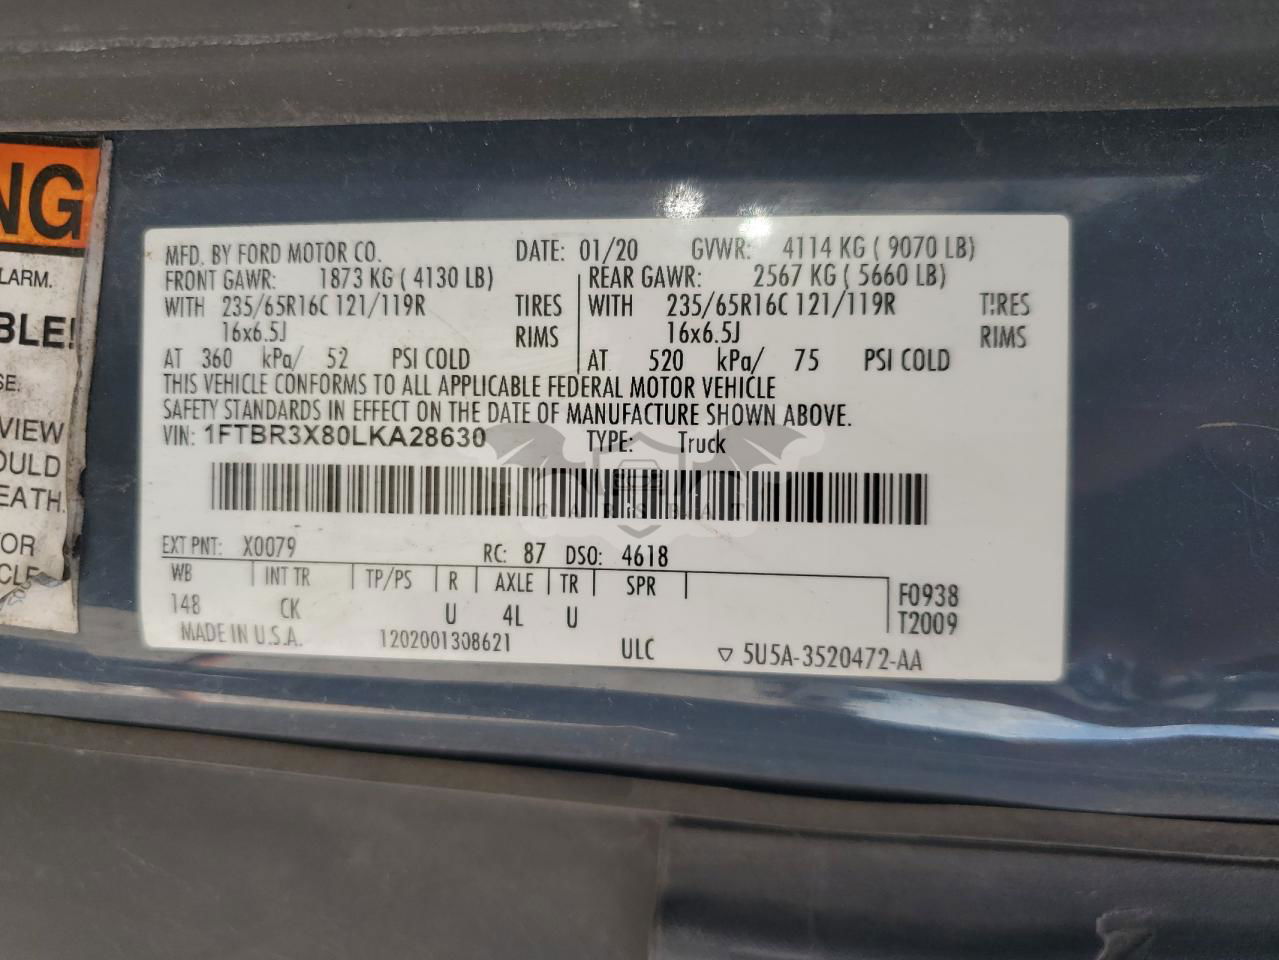 NG
LARM.
BLE!
SE.
VIEW
OULD
EATH.
OR
CLE
MFD. BY FORD MOTOR CO. DATE: 01/20 GVWR: 4114 KG ( 9070 LB)
FRONT GAWR: 1873 KG ( 4130 LB) REAR GAWR: 2567 KG ( 5660 LB)
WITH 235/65R16C 121/119R TIRES WITH 235/65R16C 121/119R TIRES
16x6.5J RIMS 16x6.5J RIMS
AT 360 kPa/ 52 PSI COLD AT 520 kPa/ 75 PSI COLD
THIS VEHICLE CONFORMS TO ALL APPLICABLE FEDERAL MOTOR VEHICLE
SAFETY STANDARDS IN EFFECT ON THE DATE OF MANUFACTURE SHOWN ABOVE.
VIN: 1FTBR3X80LKA28630 TYPE: Truck
CARSBAT
EXT PNT: X0079 RC: 87 DSO: 4618
WB INT TR TP/PS R AXLE TR SPR F0938
148 CK U 4L U T2009
MADE IN U.S.A. 1202001308621 ULC ▽ 5U5A-3520472-AA